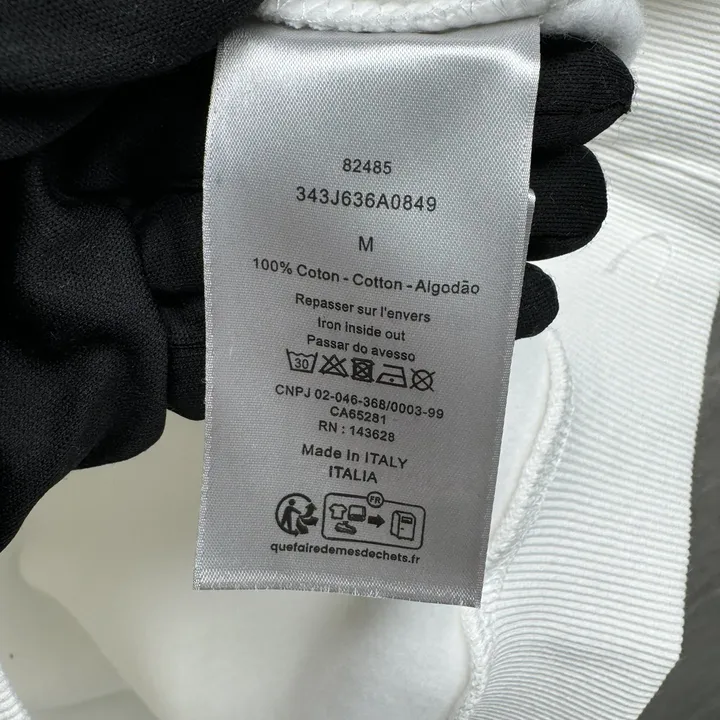 82485
343J636A0849
M
100% Coton - Cotton - Algodão
Repasser sur l'envers
Iron inside out
Passar do avesso
30
CNPJ 02-046-368/0003-99
CA65281
RN : 143628
Made In ITALY
ITALIA
FR
quefairedemesdechets.fr